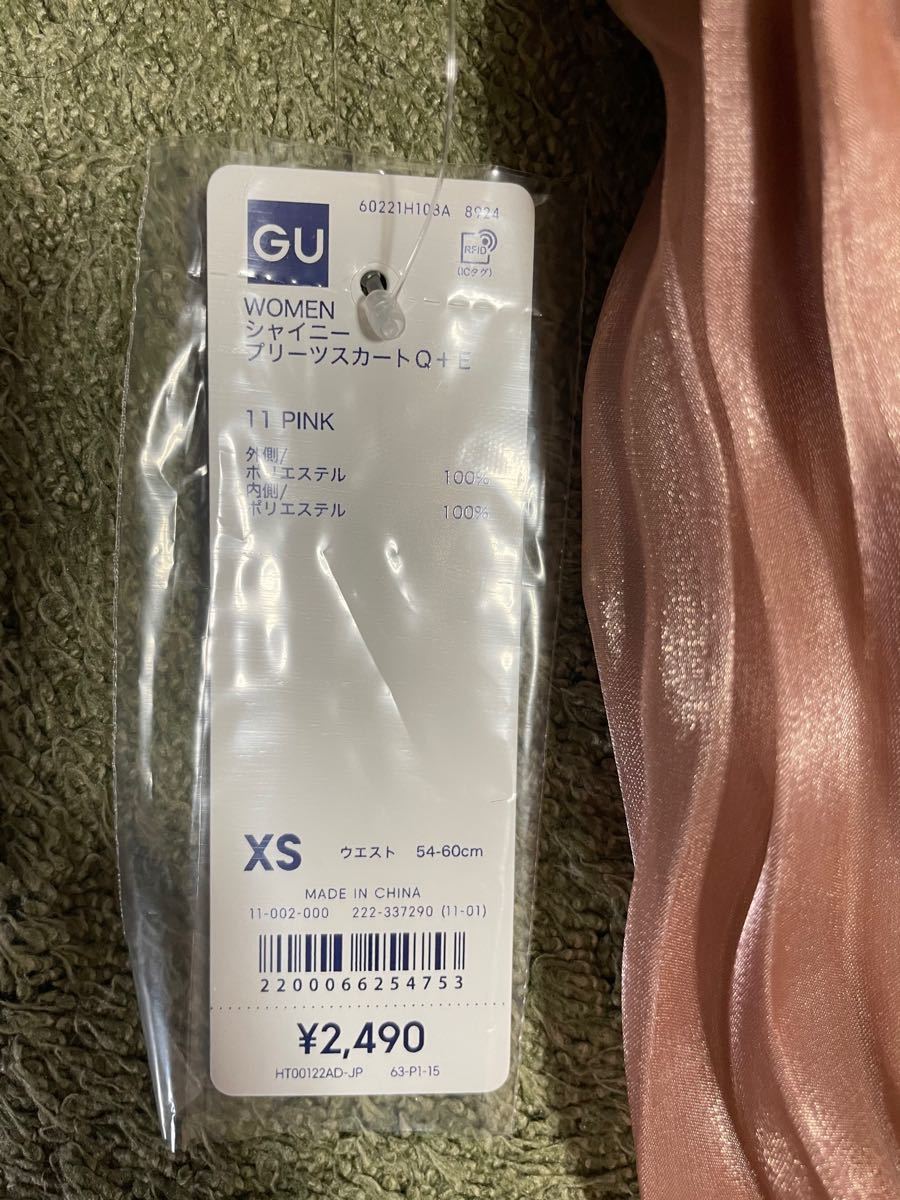 60221H108A 8924
GU
RFID
(ICタグ)
WOMEN
シャイニー
プリーツスカートQ+E
11 PINK
外側/
ポリエステル 100%
内側/
ポリエステル 100%
XS ウエスト 54-60cm
MADE IN CHINA
11-002-000 222-337290 (11-01)
2200066254753
¥2,490
HT00122AD-JP 63-P1-15